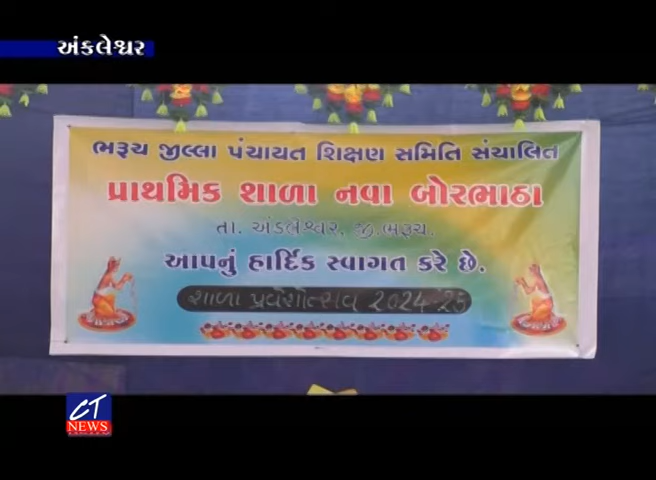 અંકલેશ્વર
ભરૂચ જીલ્લા પંચાયત શિક્ષણ સમિતિ સંચાલિત
પ્રાથમિક શાળા નવા બોરભાઠા
તા. અંકલેશ્વર, જી.ભરૂચ.
આપનું હાર્દિક સ્વાગત કરે છે.
શાળા પ્રવેશોત્સવ 2024-25
CT
NEWS